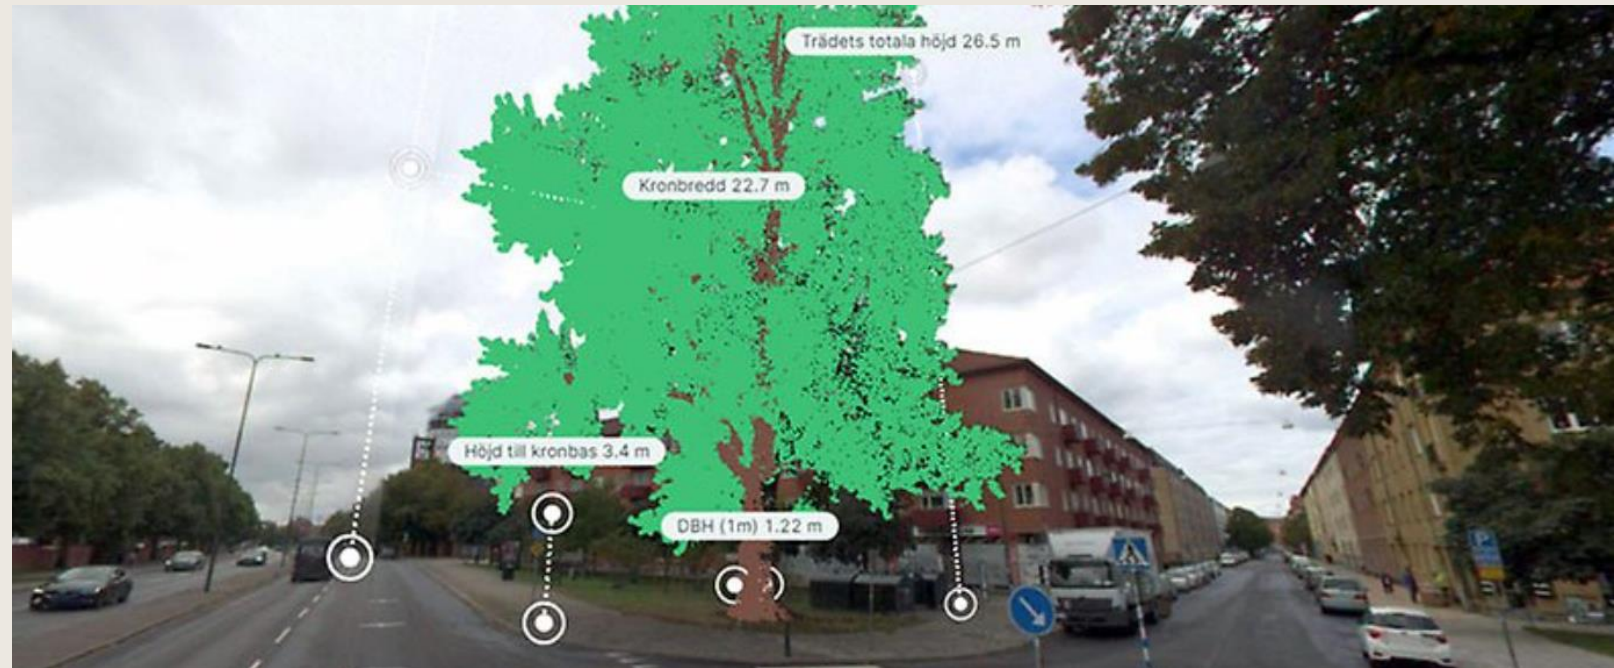 Trädets totala höjd 26.5 m
Kronbredd 22.7 m
Höjd till kronbas 3.4 m
DBH (1m) 1.22 m
P